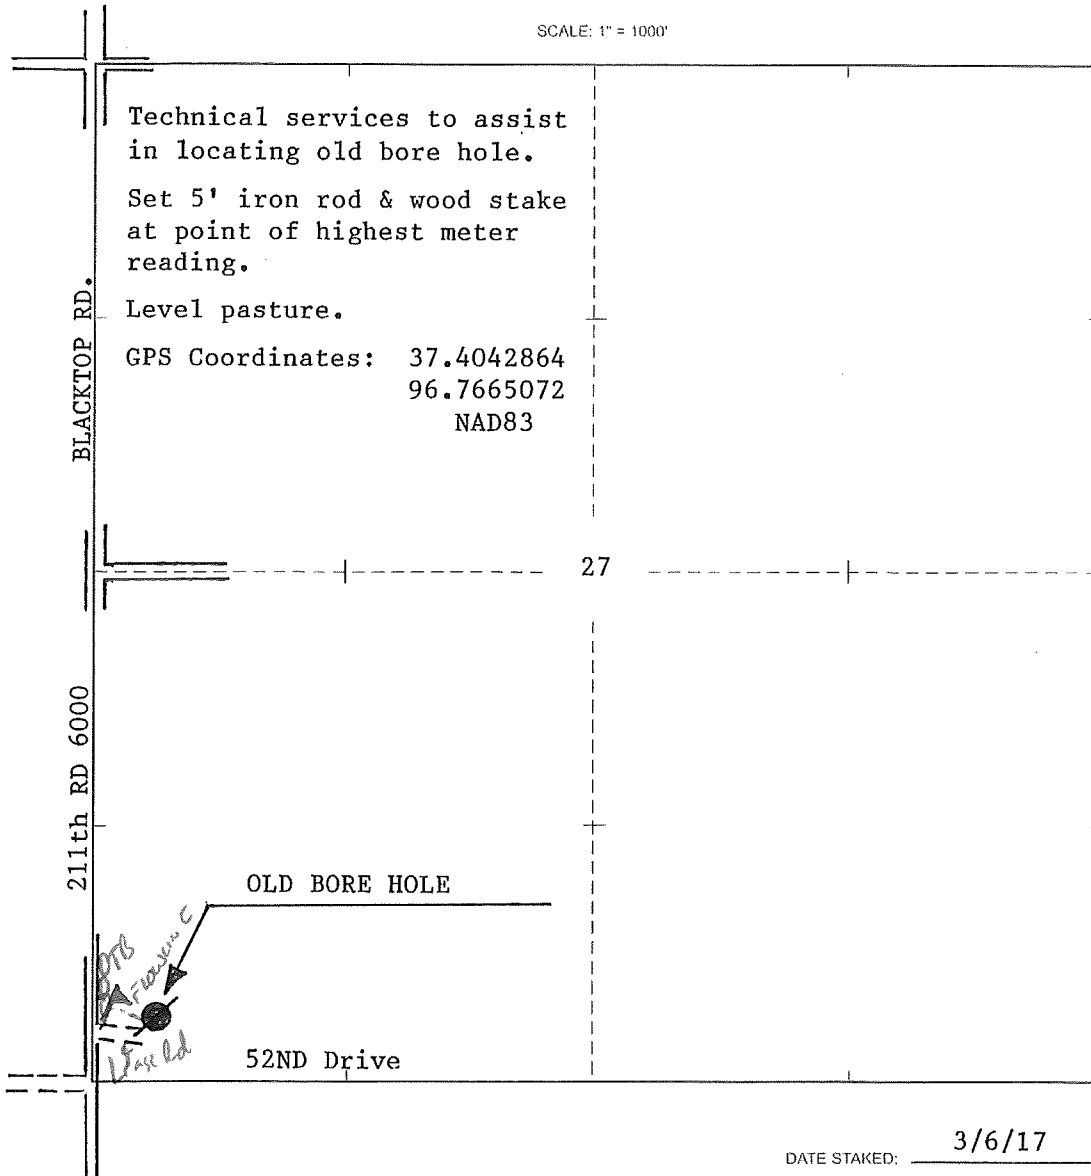 SCALE: 1" = 1000'
Technical services to assist
in locating old bore hole.
Set 5' iron rod & wood stake
at point of highest meter
reading.
Level pasture.
GPS Coordinates: 37.4042864
96.7665072
NAD83
BLACKTOP RD.
27
211th RD 6000
OLD BORE HOLE
TB
Rd
52ND Drive
DATE STAKED: 3/6/17